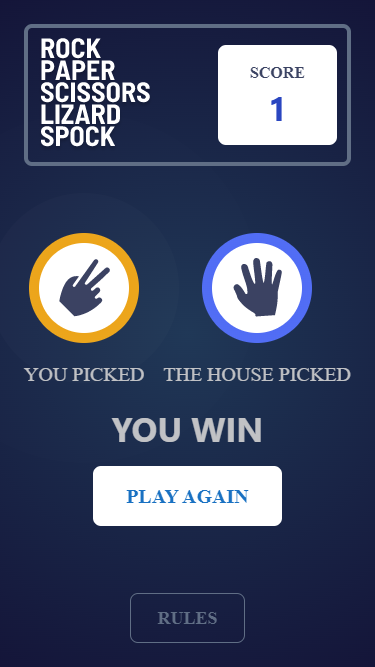 ROCK
PAPER
SCISSORS
LIZARD
SPOCK
SCORE
1
YOU PICKED
THE HOUSE PICKED
YOU WIN
PLAY AGAIN
RULES